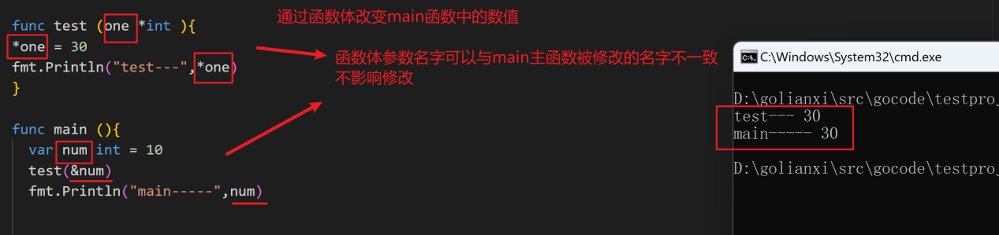 通过函数体改变main函数中的数值
func test (one *int ){
*one = 30
fmt.Println("test---",*one)
}
函数体参数名字可以与main主函数被修改的名字不一致
不影响修改
func main (){
var num int = 10
test(&num)
fmt.Println("main-----",num)
C:\Windows\System32\cmd.exe
D:\golianxi\src\gocode\testpro
test--- 30
main----- 30
D:\golianxi\src\gocode\testpro